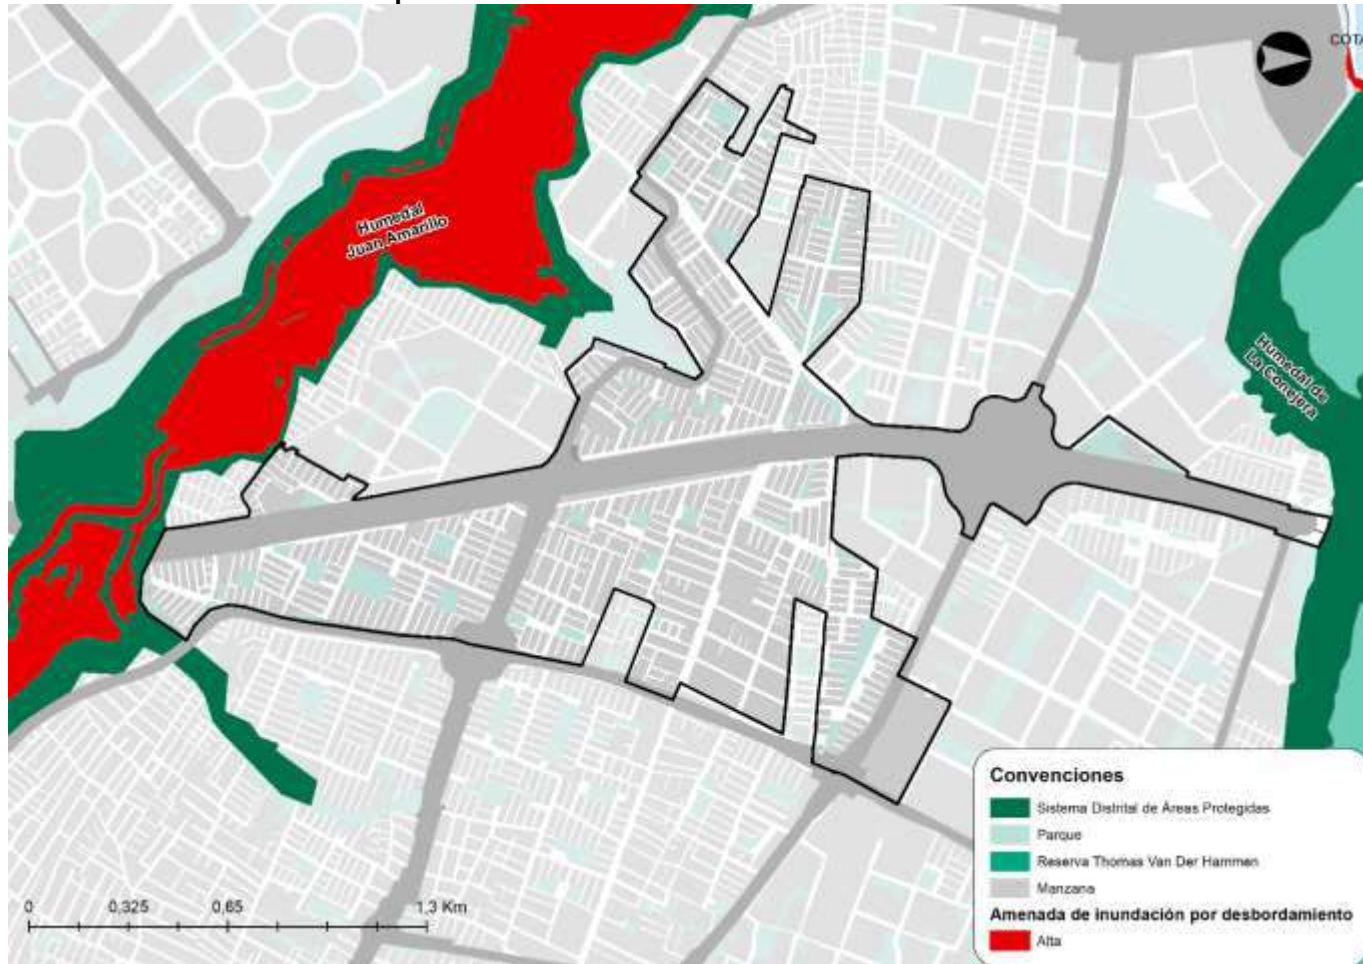 COTA
Humedal
Juan Amarillo
Humedal de
La Conejera
Convenciones
Sistema Distrital de Áreas Protegidas
Parque
Reserva Thomas Van Der Hammen
Manzana
Amenada de inundación por desbordamiento
Alta
0 0,325 0,65 1,3 Km